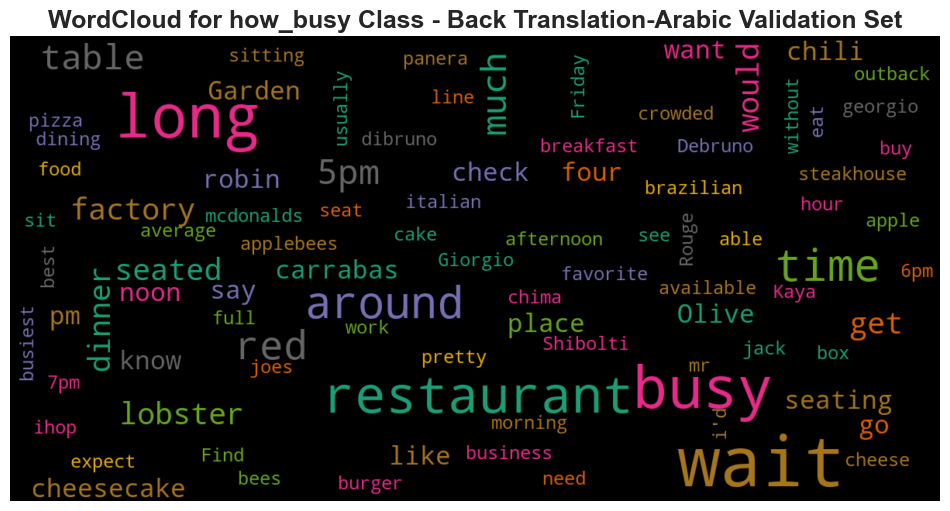 WordCloud for how_busy Class - Back Translation-Arabic Validation Set
table
sitting
panera
want
would
chili
outback
Garden
usually
line
much
Friday
crowded
without
eat
georgio
long
pizza
dining
dibruno
breakfast
Debruno
buy
food
robin
5pm
check
four
brazilian
steakhouse
factory
mcdonalds
seat
italian
hour
sit
average
applebees
cake
afternoon
see
Rouge
able
apple
best
seated
carrabas
Giorgio
favorite
available
time
6pm
noon
say
around
chima
Kaya
dinner
pm
full
work
place
Olive
get
busiest
know
red
joes
pretty
Shibolti
mr
jack
box
7pm
restaurant
busy
seating
lobster
morning
i'd
go
ihop
expect
Find
like
business
wait
cheese
cheesecake
bees
burger
need